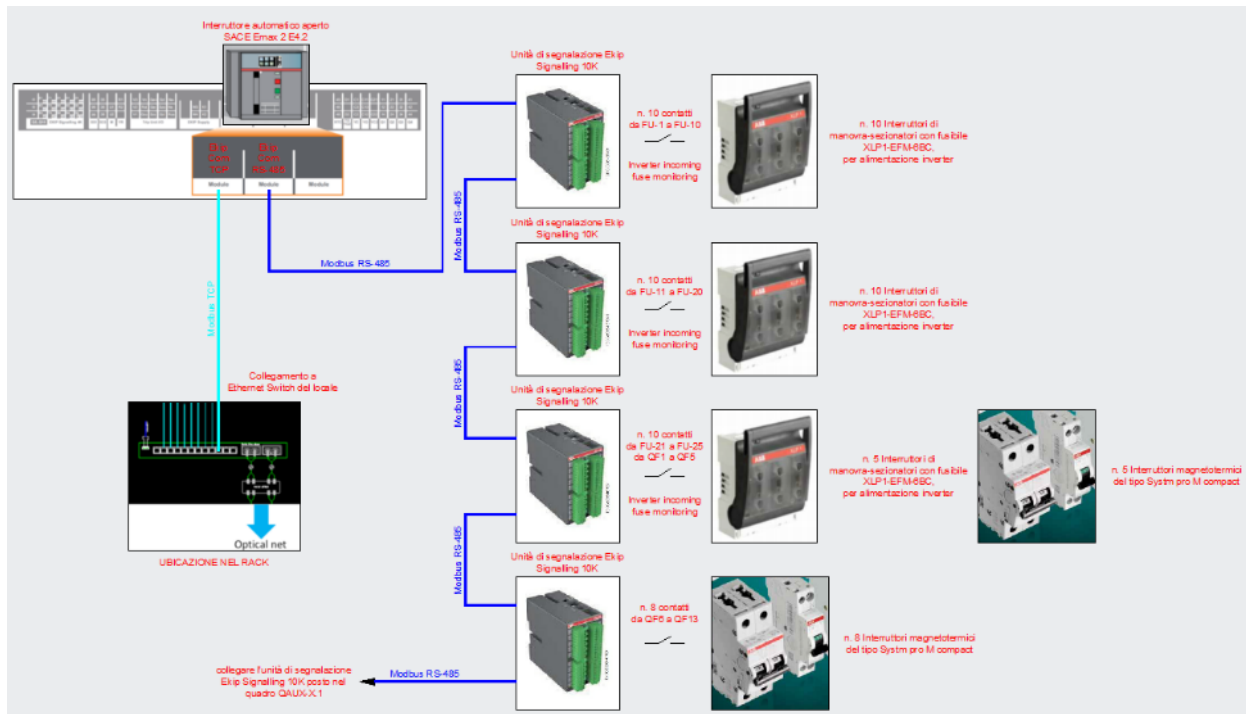 Interruttore automatico aperto
SACE Emax 2 E4.2
Ekip
Com
TCP
Ekip
Com
RS-485
Module
Module
Module
Modbus TCP
Modbus RS-485
Collegamento a
Ethernet Switch del locale
Optical net
UBICAZIONE NEL RACK
Unità di segnalazione Ekip
Signalling 10K
n. 10 contatti
da FU-1 a FU-10
Inverter incoming
fuse monitoring
n. 10 Interruttori di
manovra-sezionatori con fusibile
XLP1-EFM-6BC,
per alimentazione inverter
Modbus RS-485
Unità di segnalazione Ekip
Signalling 10K
n. 10 contatti
da FU-11 a FU-20
Inverter incoming
fuse monitoring
n. 10 Interruttori di
manovra-sezionatori con fusibile
XLP1-EFM-6BC,
per alimentazione inverter
Modbus RS-485
Unità di segnalazione Ekip
Signalling 10K
n. 10 contatti
da FU-21 a FU-25
da QF1 a QF5
Inverter incoming
fuse monitoring
n. 5 Interruttori di
manovra-sezionatori con fusibile
XLP1-EFM-6BC,
per alimentazione inverter
n. 5 Interruttori magnetotermici
del tipo Systm pro M compact
Modbus RS-485
Unità di segnalazione Ekip
Signalling 10K
n. 8 contatti
da QF6 a QF13
n. 8 Interruttori magnetotermici
del tipo Systm pro M compact
Modbus RS-485
collegare l'unità di segnalazione
Ekip Signalling 10K posto nel
quadro QAUX-X.1